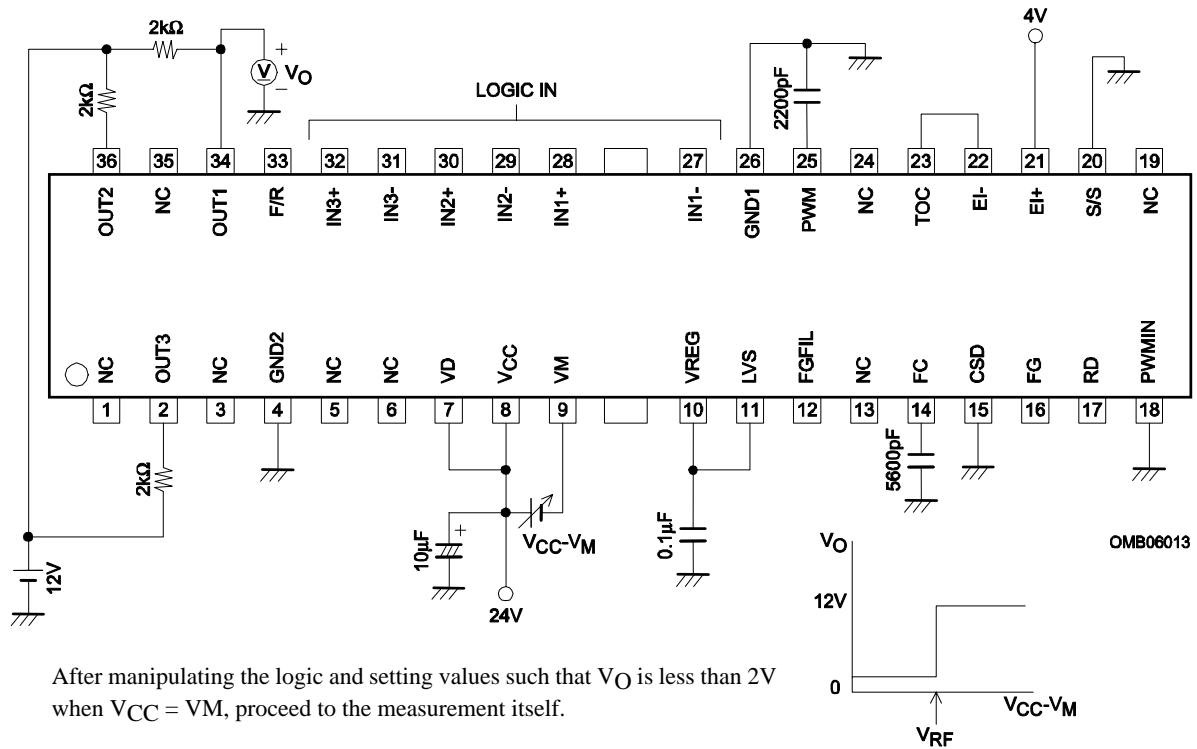 4V
2kΩ
+
V
VO
−
2kΩ
LOGIC IN
2200pF
36 35 34 33 32 31 30 29 28 27 26 25 24 23 22 21 20 19
OUT2 NC OUT1 F/R IN3+ IN3- IN2+ IN2- IN1+ IN1- GND1 PWM NC TOC EI- EI+ S/S NC
NC OUT3 NC GND2 NC NC VD VCC VM VREG LVS FGFIL NC FC CSD FG RD PWMIN
1 2 3 4 5 6 7 8 9 10 11 12 13 14 15 16 17 18
2kΩ
12V
10μF
+
VCC-VM
24V
0.1μF
5600pF
OMB06013
VO
12V
0
VCC-VM
VRF
After manipulating the logic and setting values such that VO is less than 2V
when VCC = VM, proceed to the measurement itself.